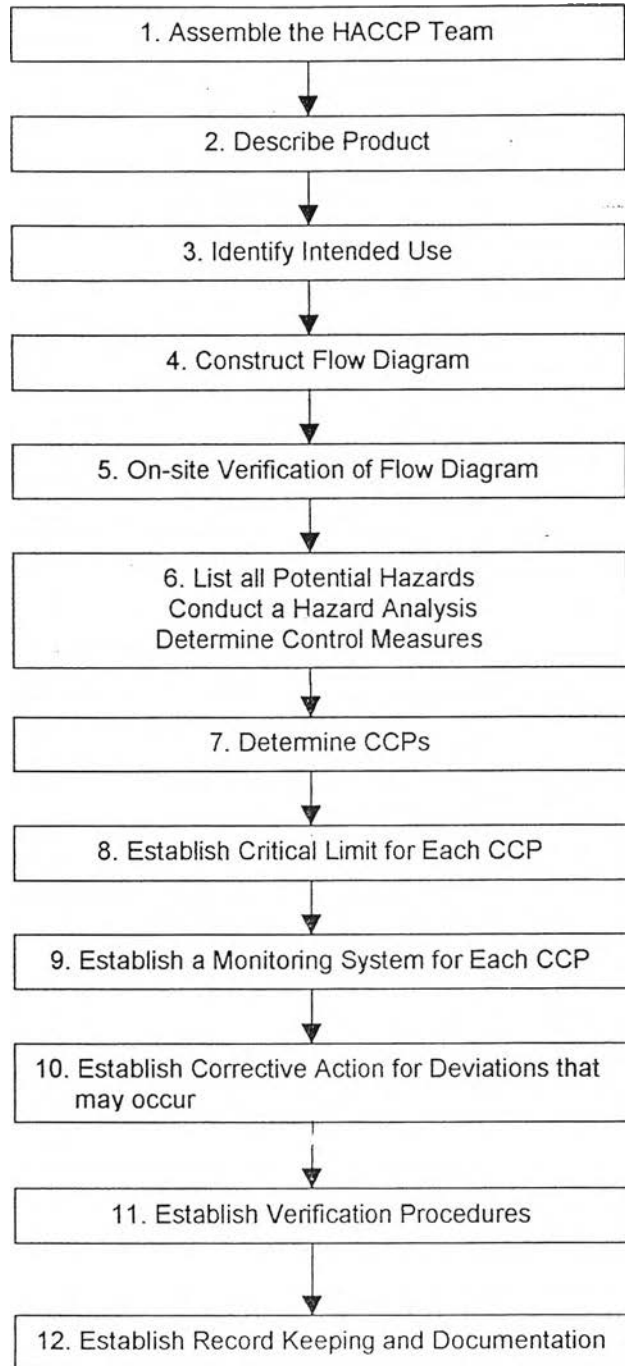 1. Assemble the HACCP Team
2. Describe Product
3. Identify Intended Use
4. Construct Flow Diagram
5. On-site Verification of Flow Diagram
6. List all Potential Hazards
Conduct a Hazard Analysis
Determine Control Measures
7. Determine CCPs
8. Establish Critical Limit for Each CCP
9. Establish a Monitoring System for Each CCP
10. Establish Corrective Action for Deviations that
may occur
11. Establish Verification Procedures
12. Establish Record Keeping and Documentation